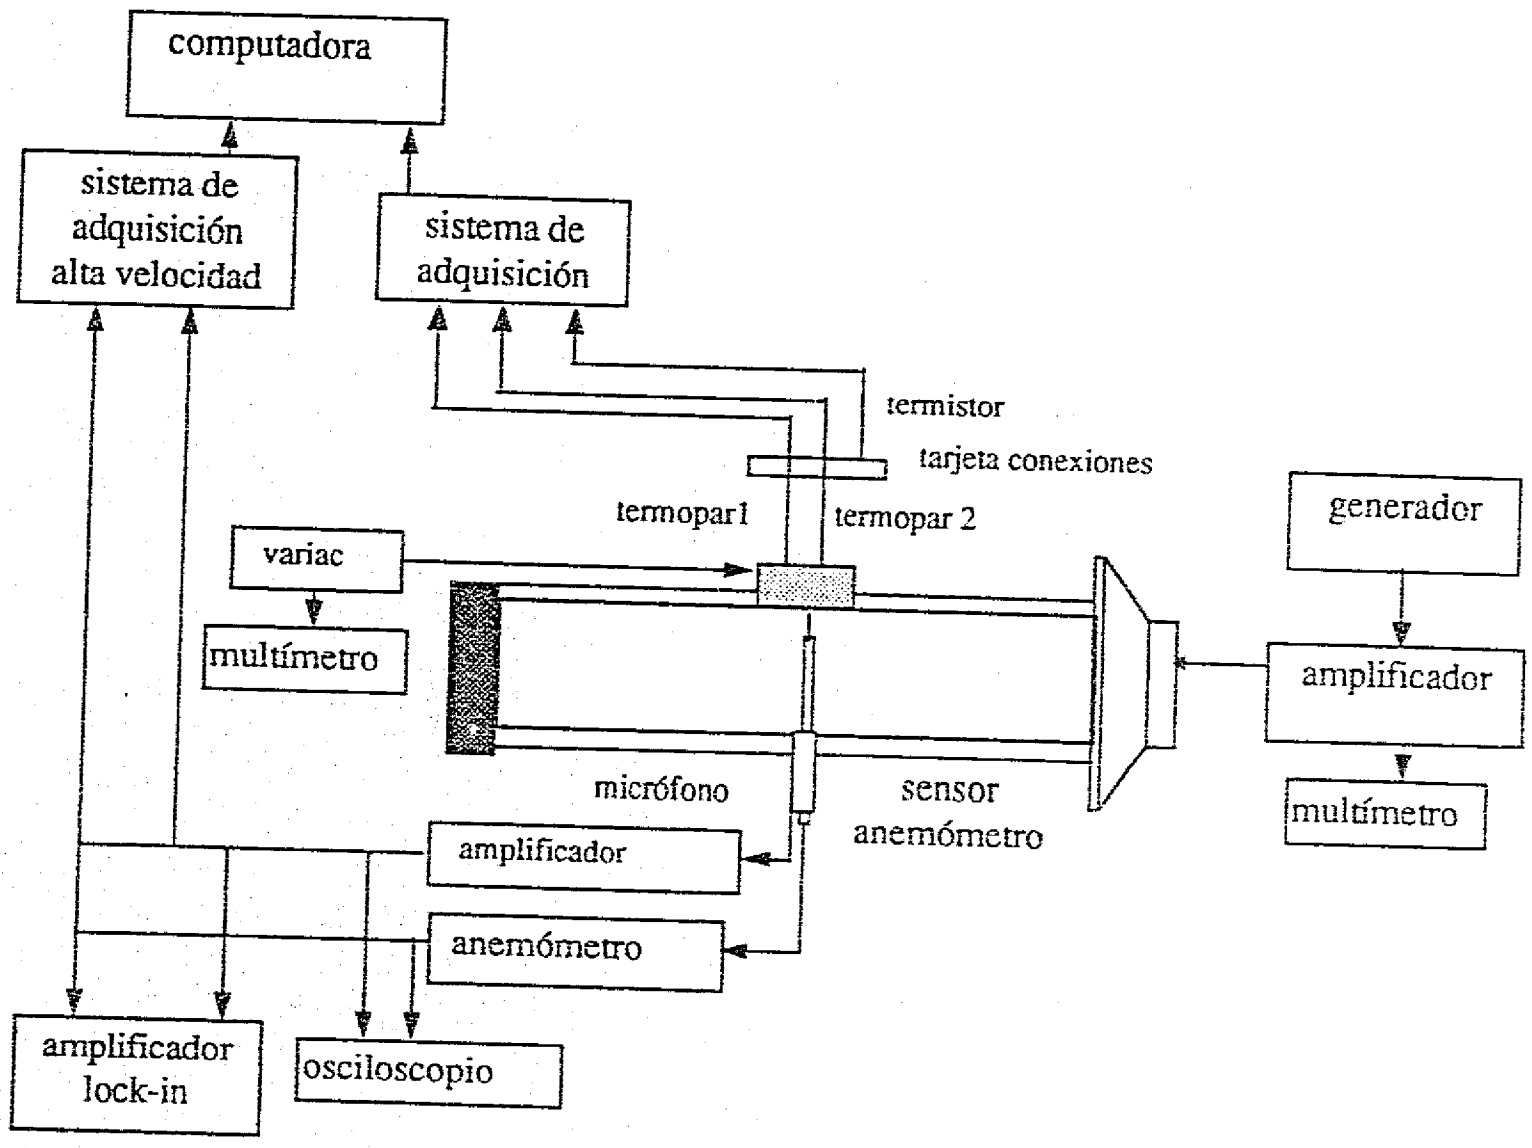 computadora
sistema de
adquisición
alta velocidad
sistema de
adquisición
termistor
tarjeta conexiones
termopar1
termopar 2
generador
variac
multímetro
amplificador
multímetro
micrófono
sensor
anemómetro
amplificador
anemómetro
amplificador
lock-in
osciloscopio